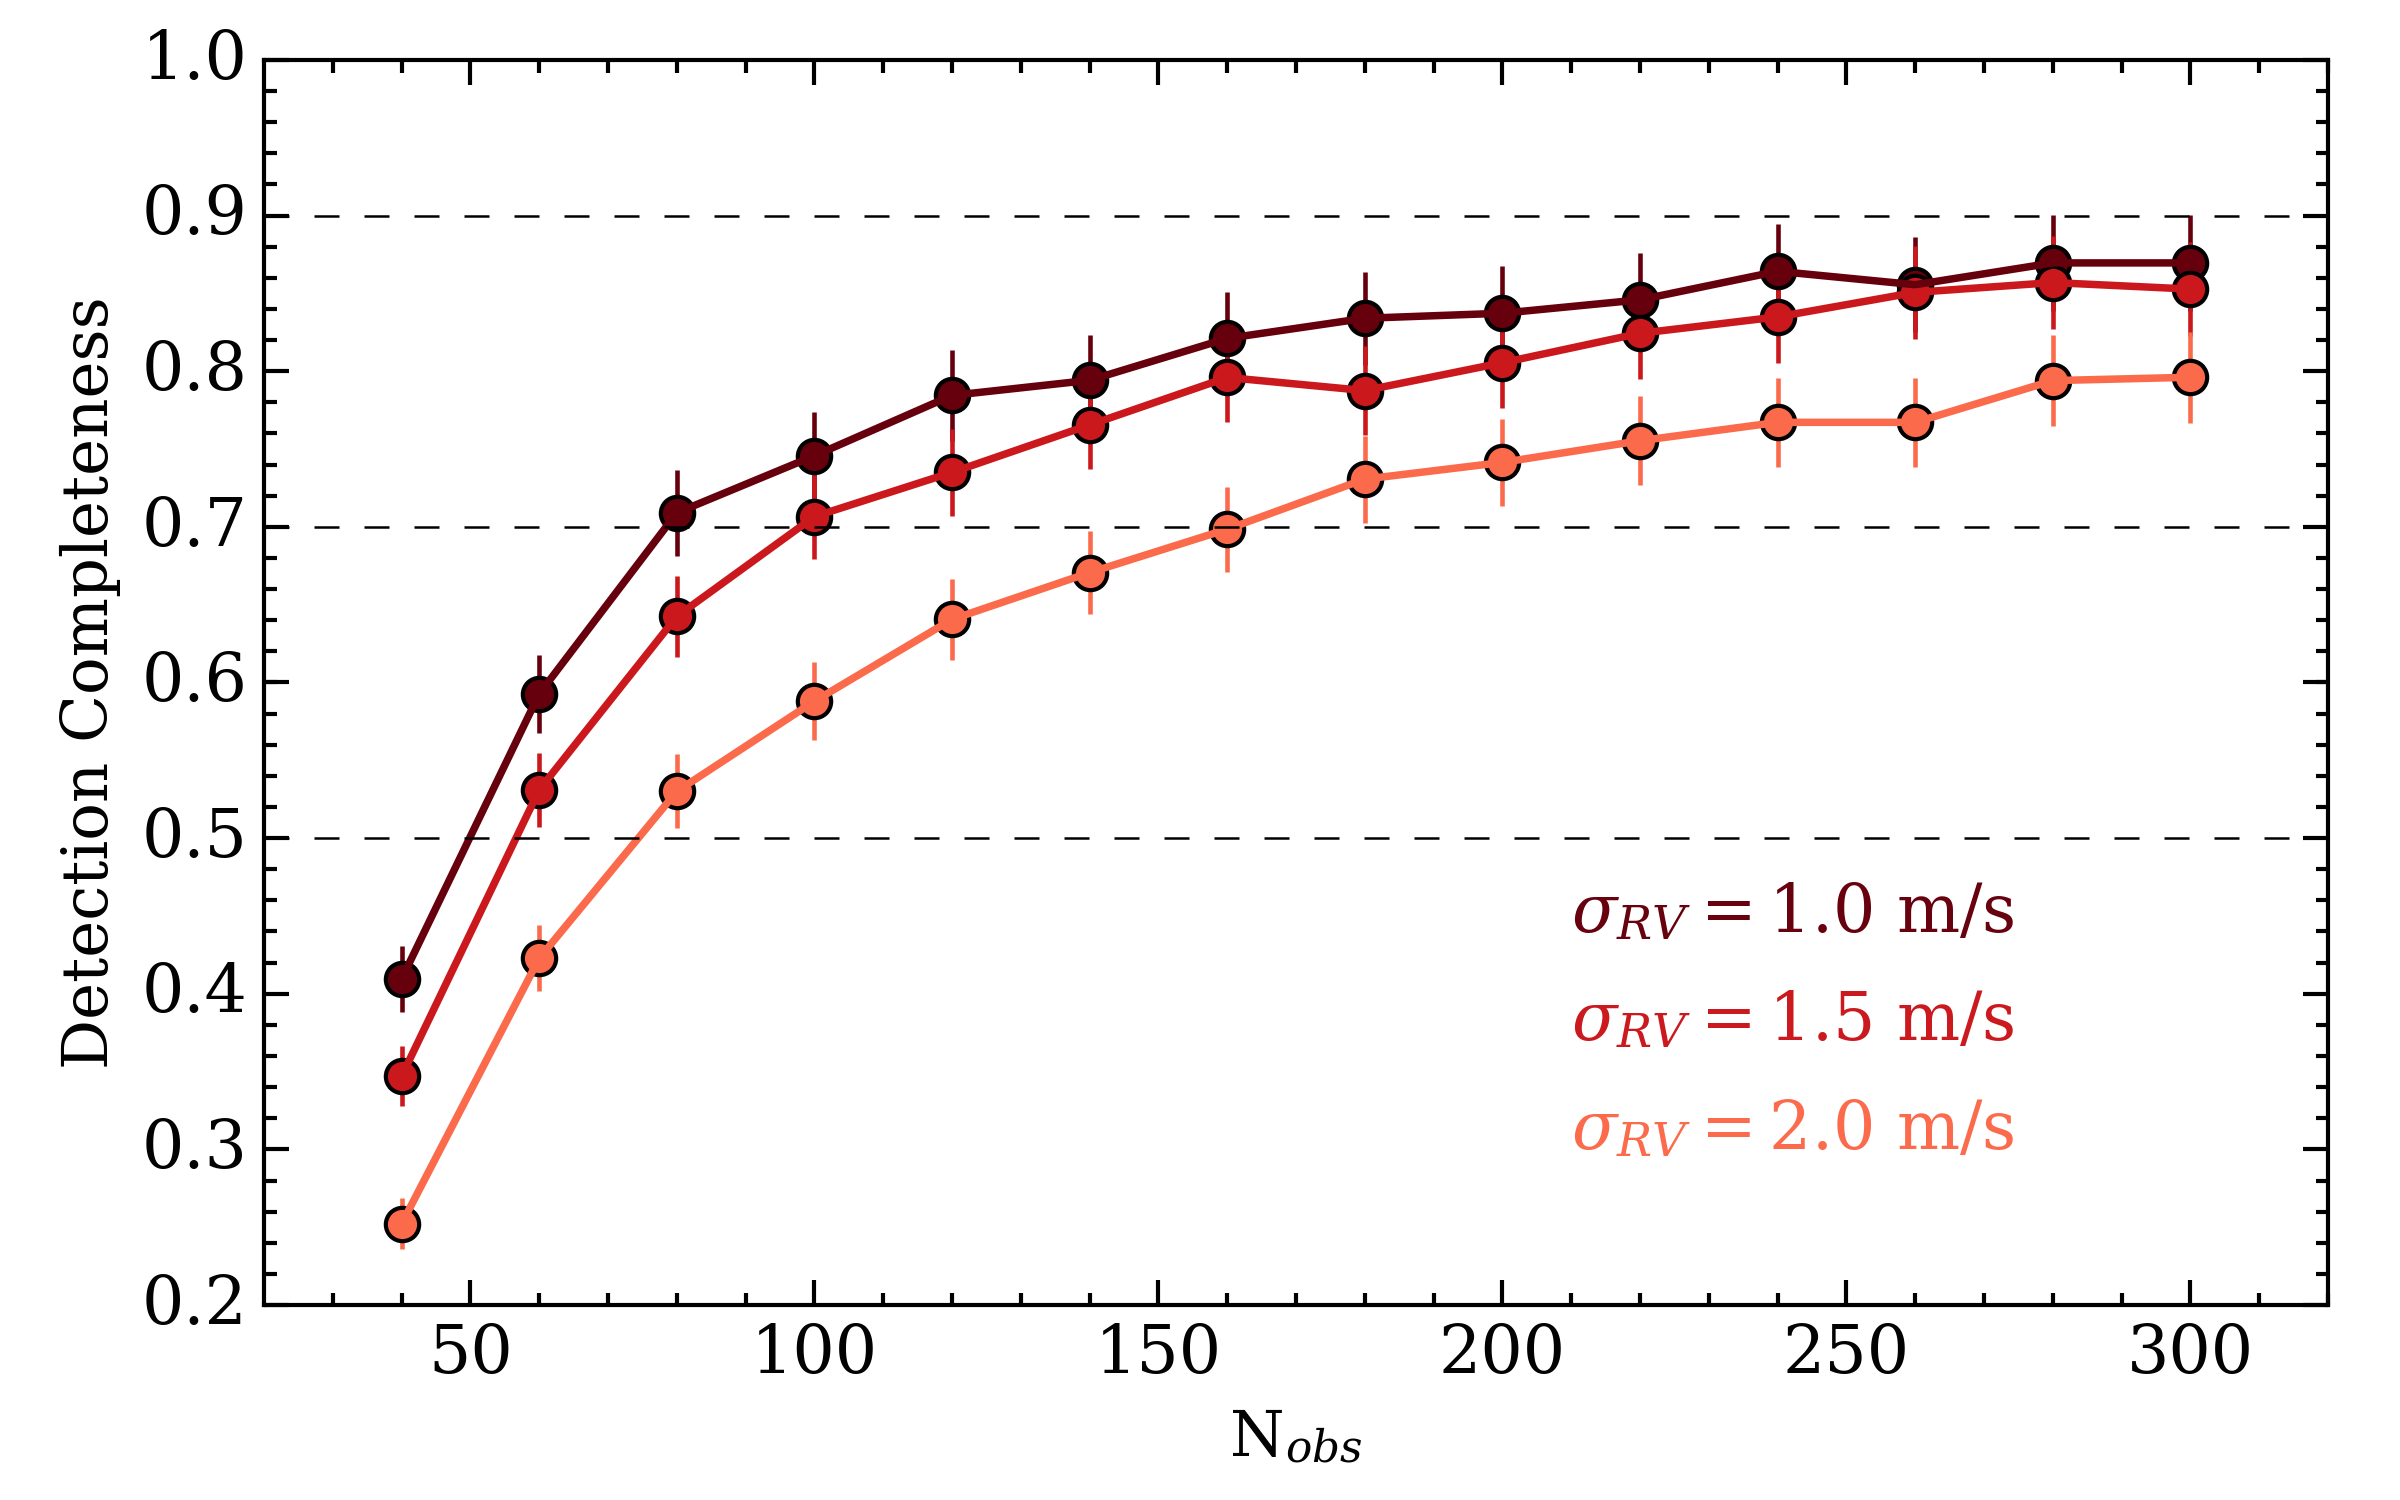 1.0
0.9
0.8
0.7
0.6
0.5
0.4
0.3
0.2
Detection Completeness
σRV = 1.0 m/s
σRV = 1.5 m/s
σRV = 2.0 m/s
50 100 150 200 250 300
Nobs